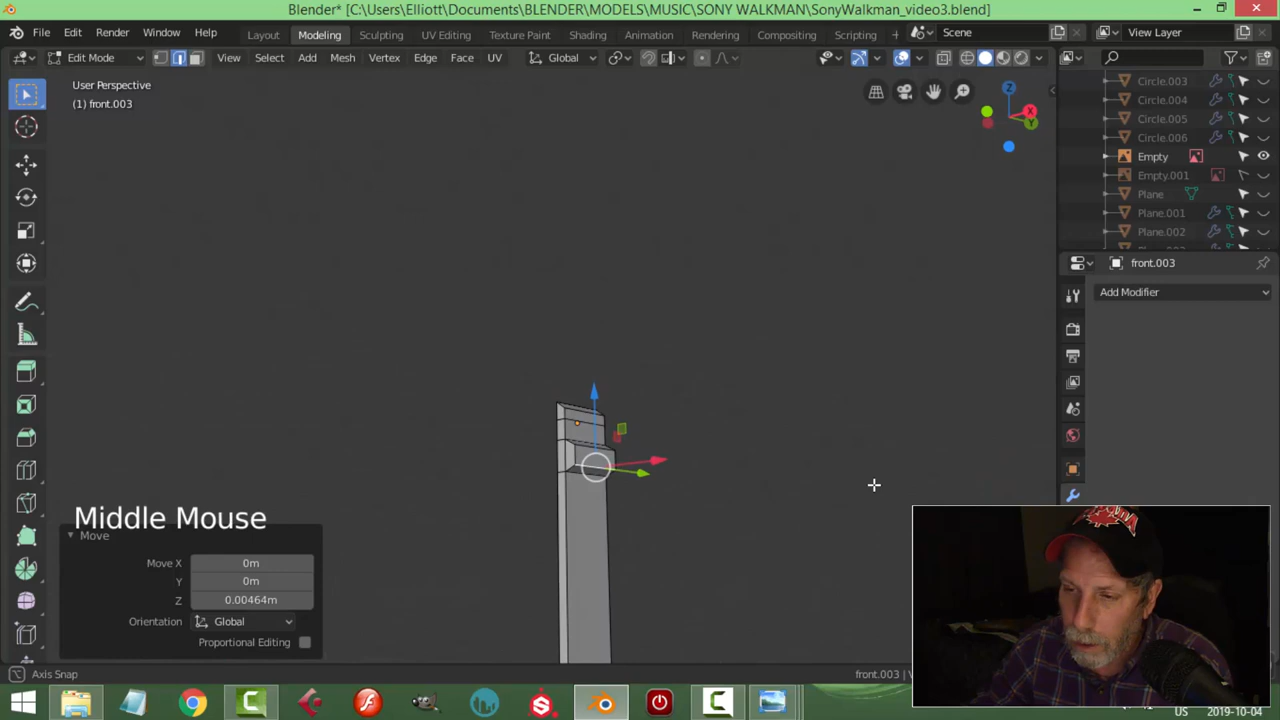 Blender* [C:\Users\Elliott\Documents\BLENDER\MODELS\MUSIC\SONY WALKMAN\SonyWalkman_video3.blend]
File Edit Render Window Help Layout Modeling Sculpting UV Editing Texture Paint Shading Animation Rendering Compositing Scripting + Scene View Layer
Edit Mode View Select Add Mesh Vertex Edge Face UV Global
User Perspective
(1) front.003
Z
X
Y
Circle.003
Circle.004
Circle.005
Circle.006
Empty
Empty.001
Plane
Plane.001
Plane.002
front.003
Add Modifier
Middle Mouse
Move
Move X 0m
Y 0m
Z 0.00464m
Orientation Global
Proportional Editing
Axis Snap
front.003 |
US
2019-10-04